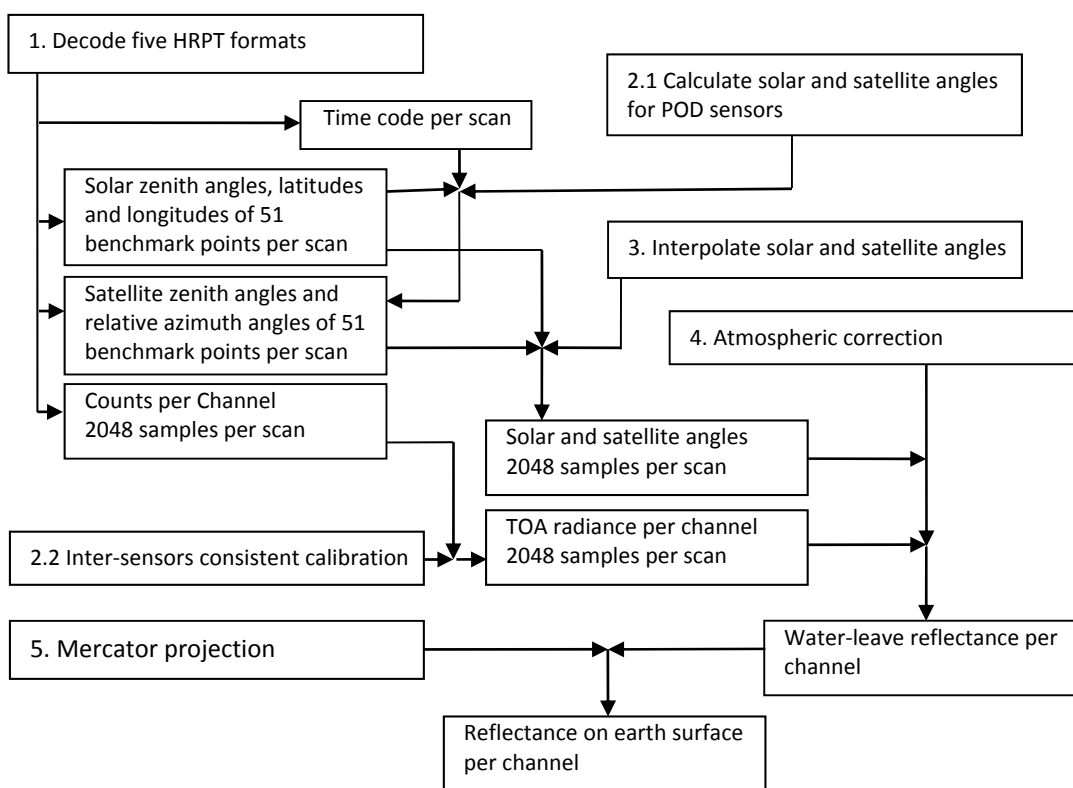 1. Decode five HRPT formats
2.1 Calculate solar and satellite angles
for POD sensors
Time code per scan
Solar zenith angles, latitudes
and longitudes of 51
benchmark points per scan
3. Interpolate solar and satellite angles
Satellite zenith angles and
relative azimuth angles of 51
benchmark points per scan
4. Atmospheric correction
Counts per Channel
2048 samples per scan
Solar and satellite angles
2048 samples per scan
TOA radiance per channel
2048 samples per scan
2.2 Inter-sensors consistent calibration
5. Mercator projection
Water-leave reflectance per
channel
Reflectance on earth surface
per channel